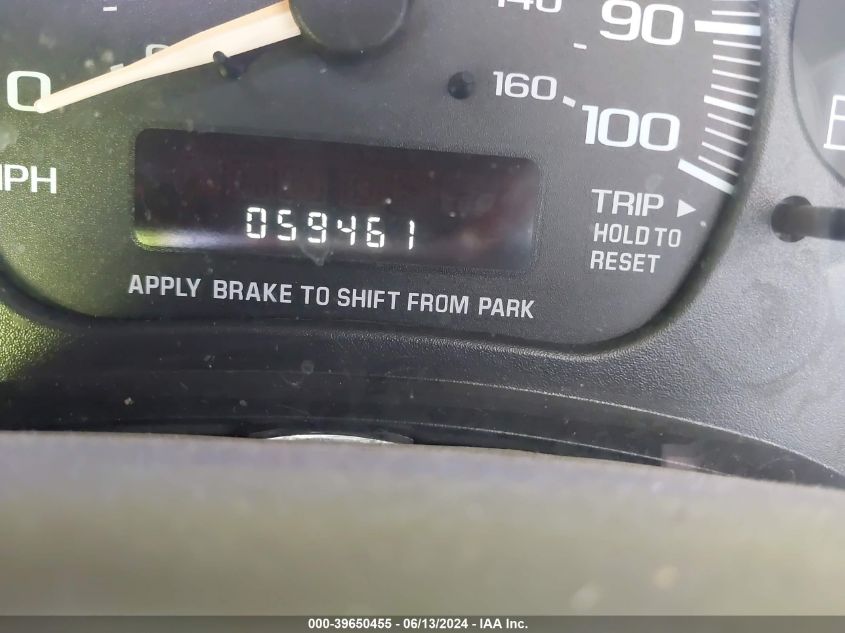 140
90
0
160
100
MPH
TRIP
059461
HOLD TO
RESET
APPLY BRAKE TO SHIFT FROM PARK
000-39650455 - 06/13/2024 - IAA Inc.